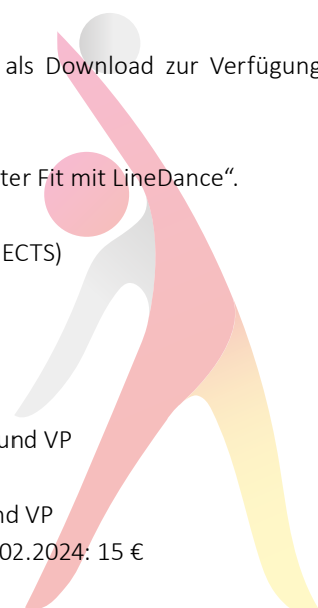 als Download zur Verfügung
ter Fit mit LineDance“.
ECTS)
und VP
nd VP
02.2024: 15 €